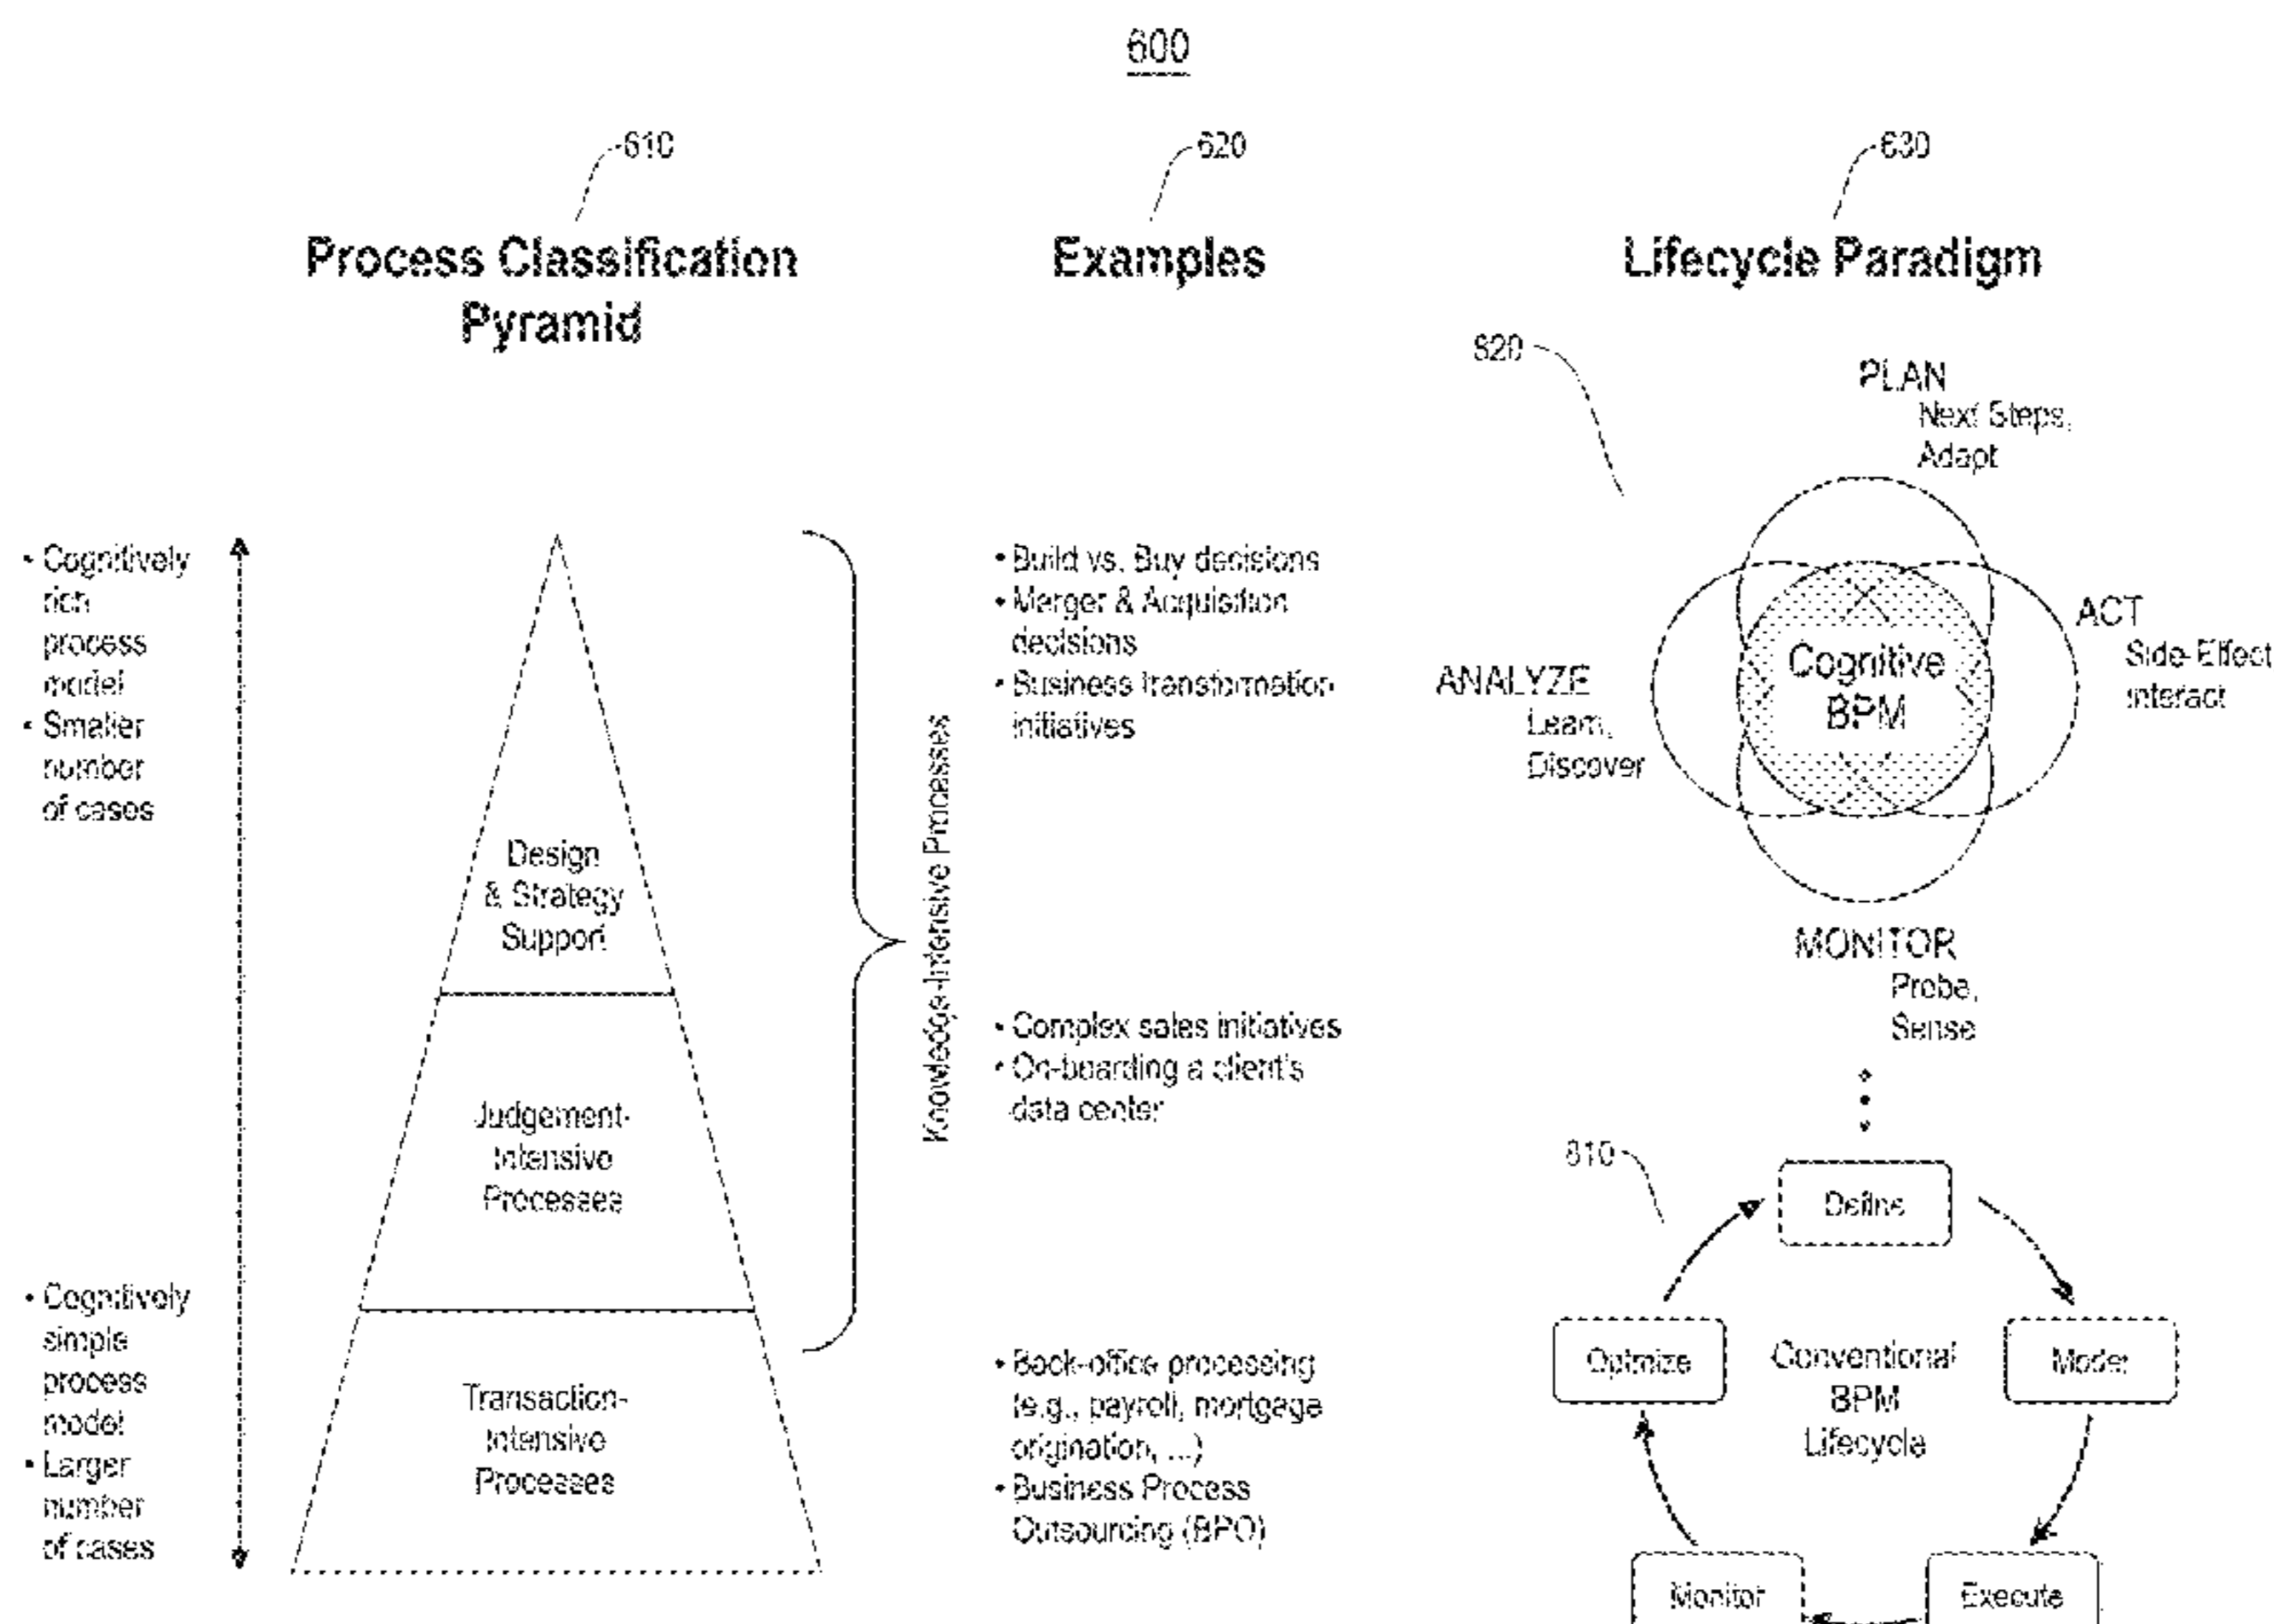 600
610
620
630
Process Classification
Pyramid
Examples
Lifecycle Paradigm
820
PLAN
Next Steps,
Adapt
• Cognitively
rich
process
model
• Smaller
number
of cases
• Build vs. Buy decisions
• Merger & Acquisition
decisions
• Business transformation
initiatives
ACT
Side-Effect
Interact
Cognitive
BPM
ANALYZE
Learn,
Discover
Design
& Strategy
Support
Knowledge-Intensive Processes
MONITOR
Probe,
Sense
• Complex sales initiatives
• On-boarding a client's
data center
Judgement-
Intensive
Processes
810
Define
• Cognitively
simple
process
model
• Larger
number
of cases
Transaction-
Intensive
Processes
• Back-office processing
(e.g., payroll, mortgage
origination, ...)
• Business Process
Outsourcing (BPO)
Optmize
Conventional
BPM
Lifecycle
Model
Monitor
Execute